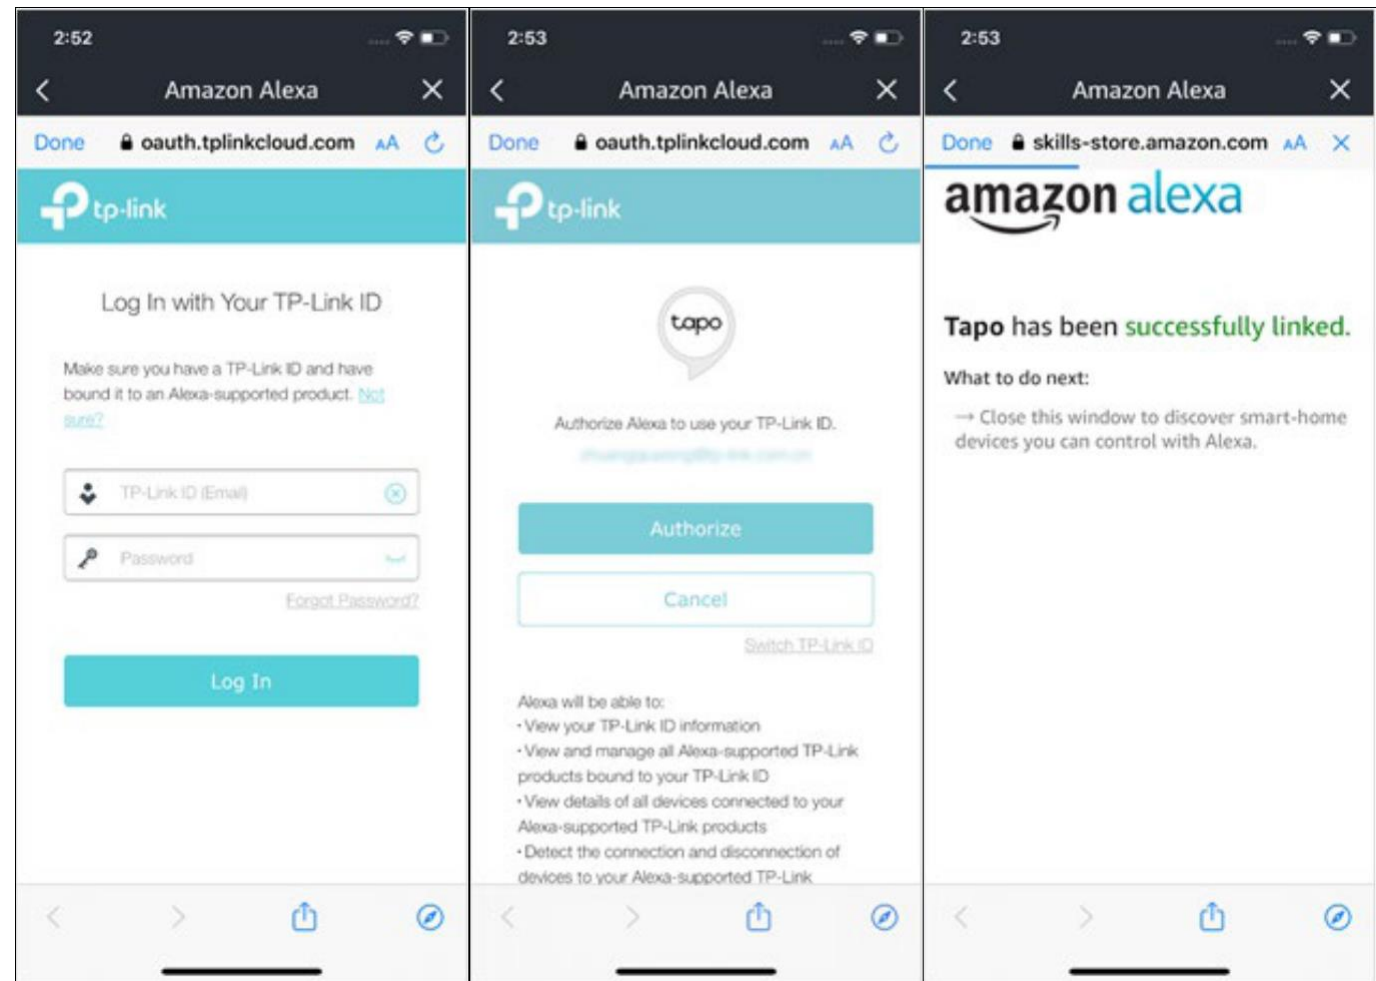 2:52
Amazon Alexa
Done oauth.tplinkcloud.com AA
tp-link
Log In with Your TP-Link ID
Make sure you have a TP-Link ID and have
bound it to an Alexa-supported product. Not
sure?
TP-Link ID (Email)
Password
Forgot Password?
Log In
2:53
Amazon Alexa
Done oauth.tplinkcloud.com AA
tp-link
tapo
Authorize Alexa to use your TP-Link ID.
Authorize
Cancel
Switch TP-Link ID
Alexa will be able to:
· View your TP-Link ID information
· View and manage all Alexa-supported TP-Link
products bound to your TP-Link ID
· View details of all devices connected to your
Alexa-supported TP-Link products
· Detect the connection and disconnection of
devices to your Alexa-supported TP-Link
2:53
Amazon Alexa
Done skills-store.amazon.com AA
amazon alexa
Tapo has been successfully linked.
What to do next:
→ Close this window to discover smart-home
devices you can control with Alexa.